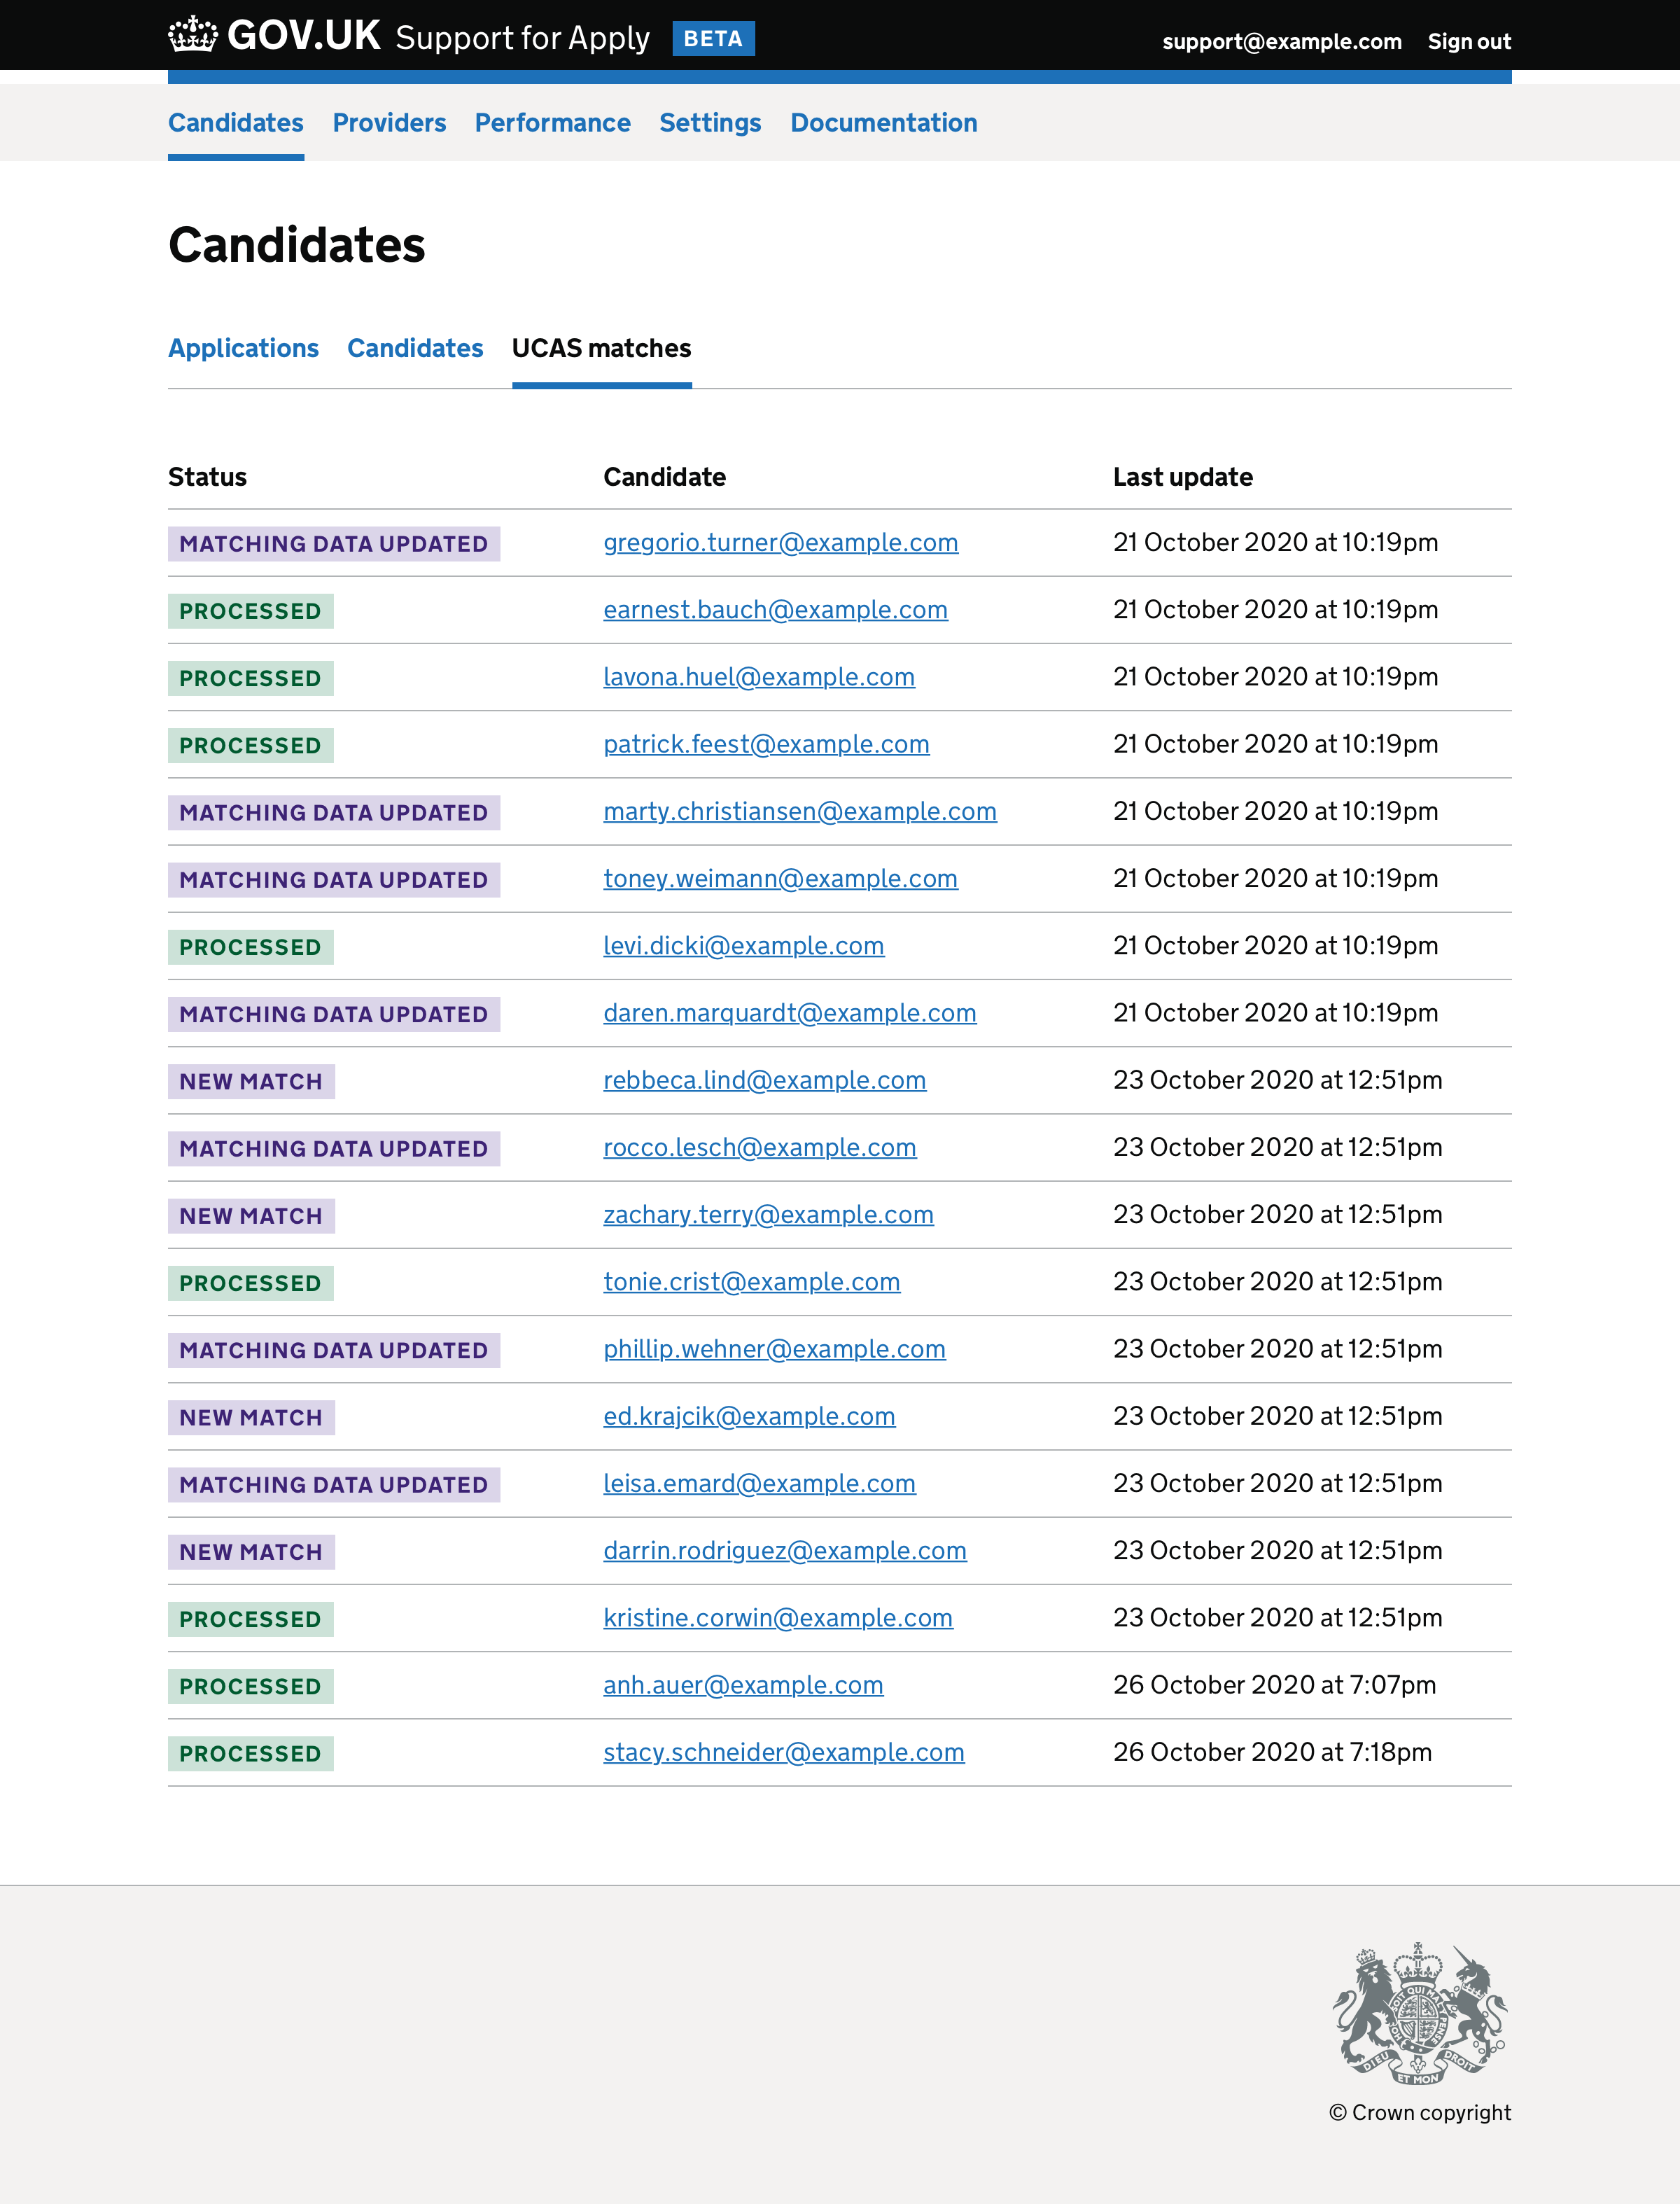 GOV.UK Support for Apply BETA support@example.com Sign out
Candidates Providers Performance Settings Documentation
Candidates
Applications Candidates UCAS matches
Status Candidate Last update
MATCHING DATA UPDATED gregorio.turner@example.com 21 October 2020 at 10:19pm
PROCESSED earnest.bauch@example.com 21 October 2020 at 10:19pm
PROCESSED lavona.huel@example.com 21 October 2020 at 10:19pm
PROCESSED patrick.feest@example.com 21 October 2020 at 10:19pm
MATCHING DATA UPDATED marty.christiansen@example.com 21 October 2020 at 10:19pm
MATCHING DATA UPDATED toney.weimann@example.com 21 October 2020 at 10:19pm
PROCESSED levi.dicki@example.com 21 October 2020 at 10:19pm
MATCHING DATA UPDATED daren.marquardt@example.com 21 October 2020 at 10:19pm
NEW MATCH rebbeca.lind@example.com 23 October 2020 at 12:51pm
MATCHING DATA UPDATED rocco.lesch@example.com 23 October 2020 at 12:51pm
NEW MATCH zachary.terry@example.com 23 October 2020 at 12:51pm
PROCESSED tonie.crist@example.com 23 October 2020 at 12:51pm
MATCHING DATA UPDATED phillip.wehner@example.com 23 October 2020 at 12:51pm
NEW MATCH ed.krajcik@example.com 23 October 2020 at 12:51pm
MATCHING DATA UPDATED leisa.emard@example.com 23 October 2020 at 12:51pm
NEW MATCH darrin.rodriguez@example.com 23 October 2020 at 12:51pm
PROCESSED kristine.corwin@example.com 23 October 2020 at 12:51pm
PROCESSED anh.auer@example.com 26 October 2020 at 7:07pm
PROCESSED stacy.schneider@example.com 26 October 2020 at 7:18pm
DIEU ET MON DROIT
© Crown copyright